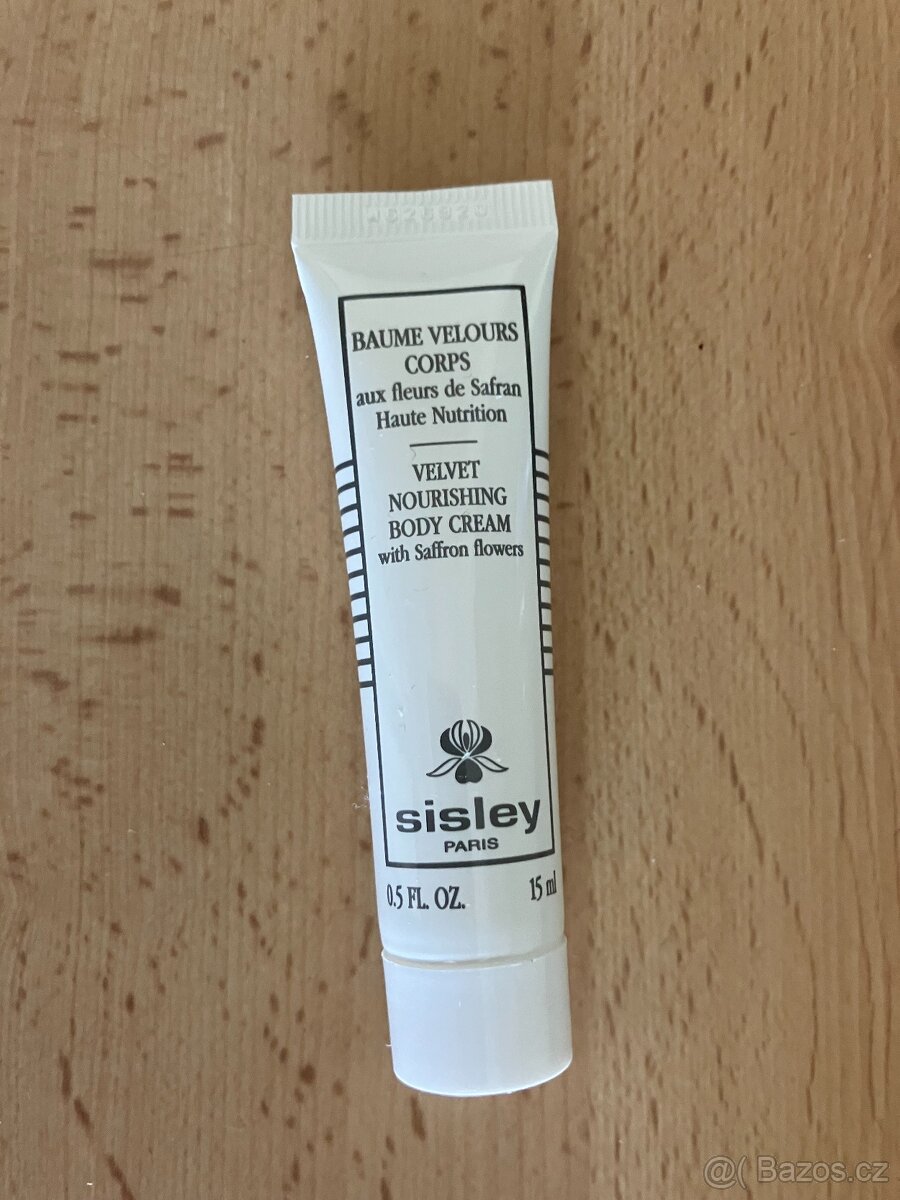 BAUME VELOURS
CORPS
aux fleurs de Safran
Haute Nutrition
VELVET
NOURISHING
BODY CREAM
with Saffron flowers
sisley
PARIS
0.5 FL. OZ. 15 ml
@( Bazos.cz